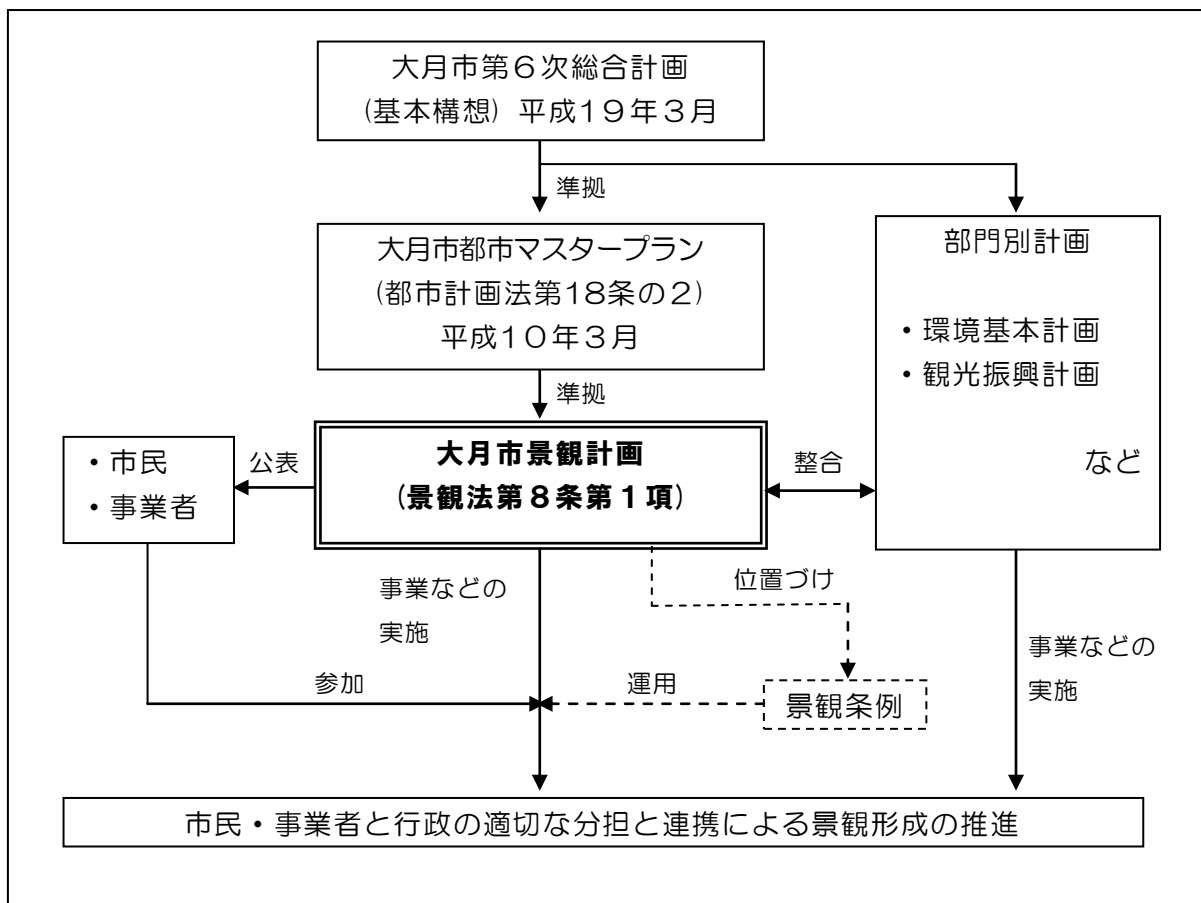 大月市第６次総合計画
(基本構想) 平成１９年３月
準拠
大月市都市マスタープラン
(都市計画法第18条の２)
平成１０年３月
部門別計画
・環境基本計画
・観光振興計画
など
準拠
・市民
・事業者
公表
大月市景観計画
(景観法第８条第１項)
整合
事業などの
実施
位置づけ
事業などの
実施
参加
運用
景観条例
市民・事業者と行政の適切な分担と連携による景観形成の推進